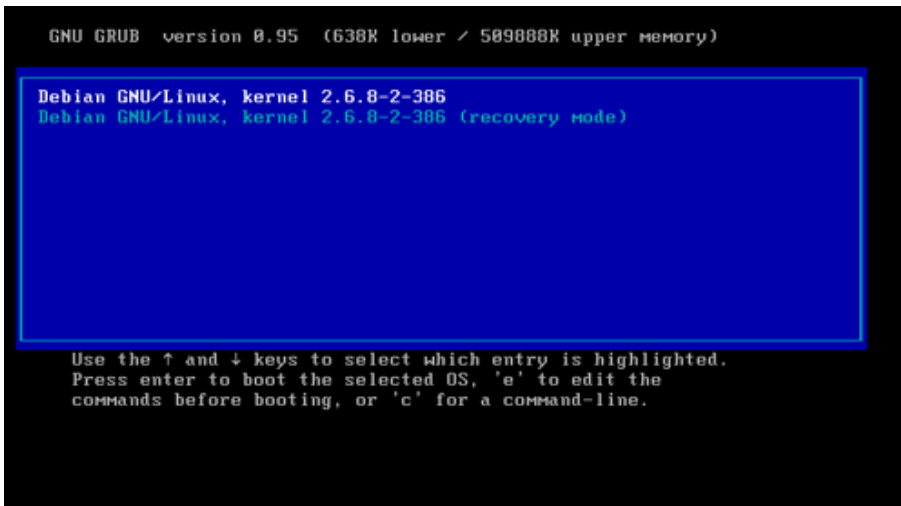 GNU GRUB version 0.95 (638K lower / 509888K upper memory)
Debian GNU/Linux, kernel 2.6.8-2-386
Debian GNU/Linux, kernel 2.6.8-2-386 (recovery mode)
Use the ↑ and ↓ keys to select which entry is highlighted.
Press enter to boot the selected OS, 'e' to edit the
commands before booting, or 'c' for a command-line.